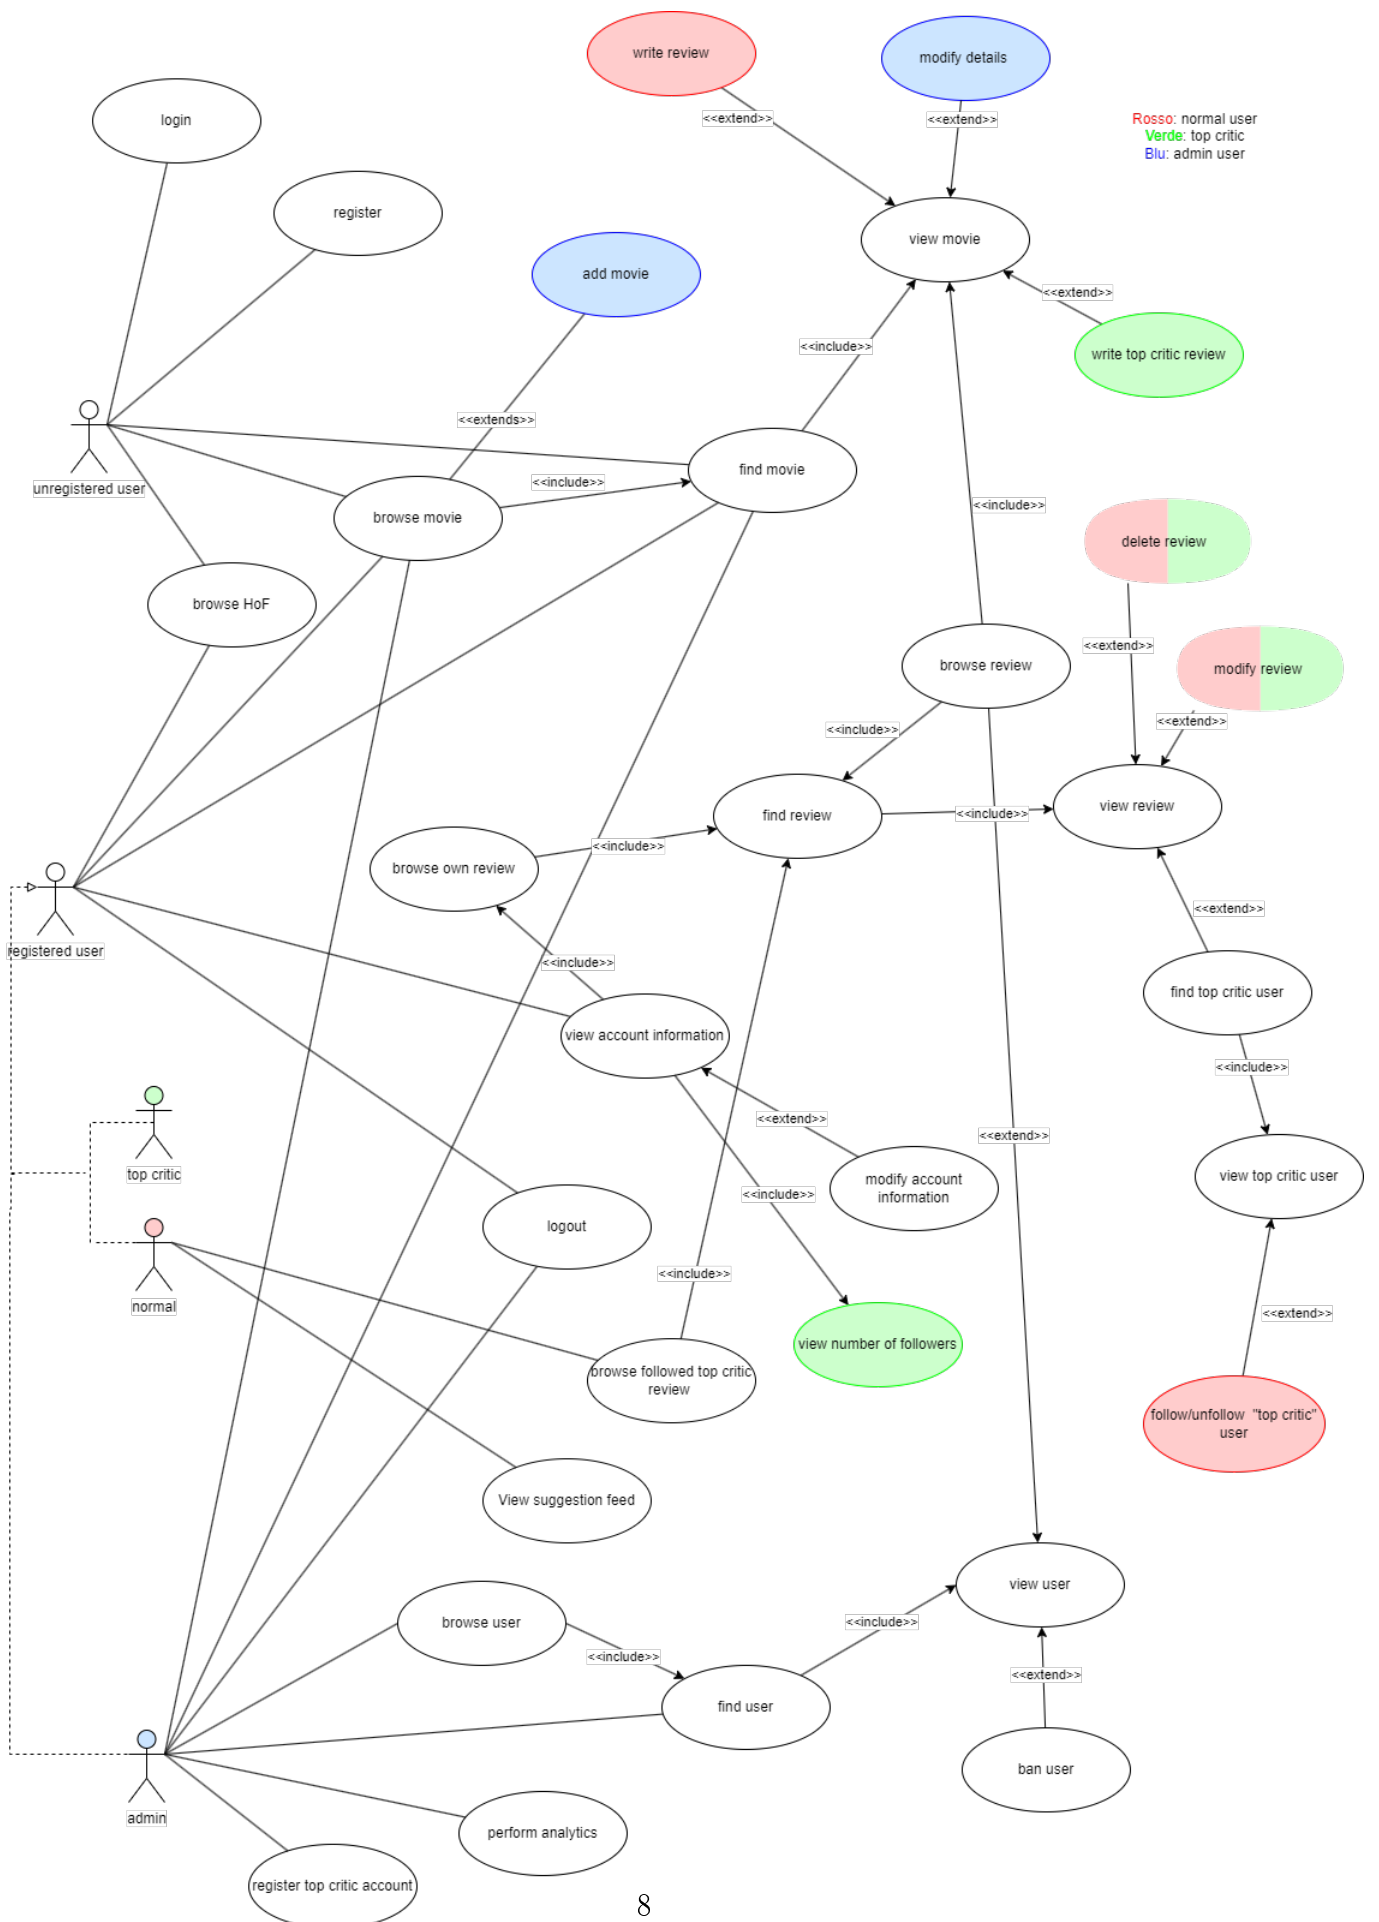 write review
modify details
<<extend>>
<<extend>>
Rosso: normal user
Verde: top critic
Blu: admin user
login
register
view movie
add movie
<<extend>>
<<include>>
write top critic review
<<extends>>
unregistered user
find movie
<<include>>
browse movie
<<include>>
delete review
browse HoF
<<extend>>
browse review
modify review
<<include>>
<<extend>>
find review
<<include>>
view review
browse own review
<<include>>
<<extend>>
registered user
<<include>>
find top critic user
view account information
<<include>>
<<extend>>
<<extend>>
top critic
view top critic user
modify account
information
<<include>>
logout
<<include>>
normal
<<extend>>
view number of followers
browse followed top critic
review
follow/unfollow "top critic"
user
View suggestion feed
view user
browse user
<<include>>
<<include>>
<<extend>>
find user
ban user
admin
perform analytics
register top critic account
8